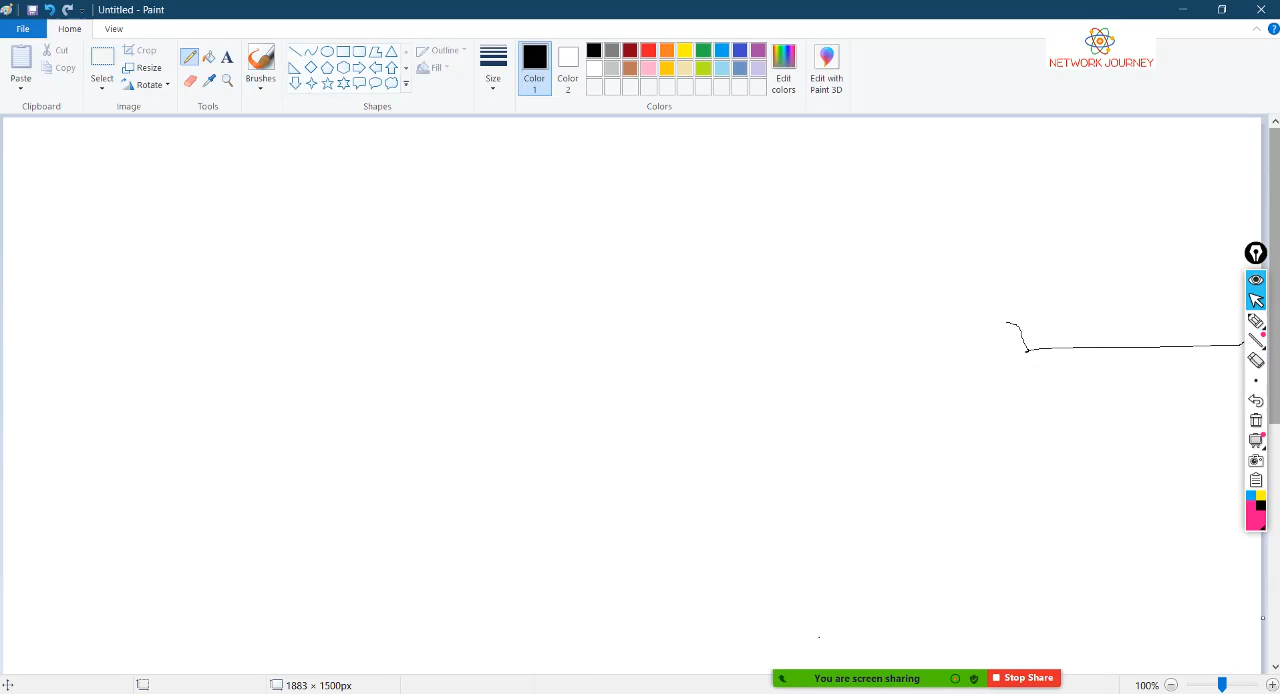 Untitled - Paint
File Home View
Paste
Cut
Copy
Clipboard
Select
Crop
Resize
Rotate
Image
Tools
Brushes
Shapes
Outline
Fill
Size
Color
1
Color
2
Colors
Edit
colors
Edit with
Paint 3D
NETWORK JOURNEY
You are screen sharing Stop Share
1883 × 1500px 100%